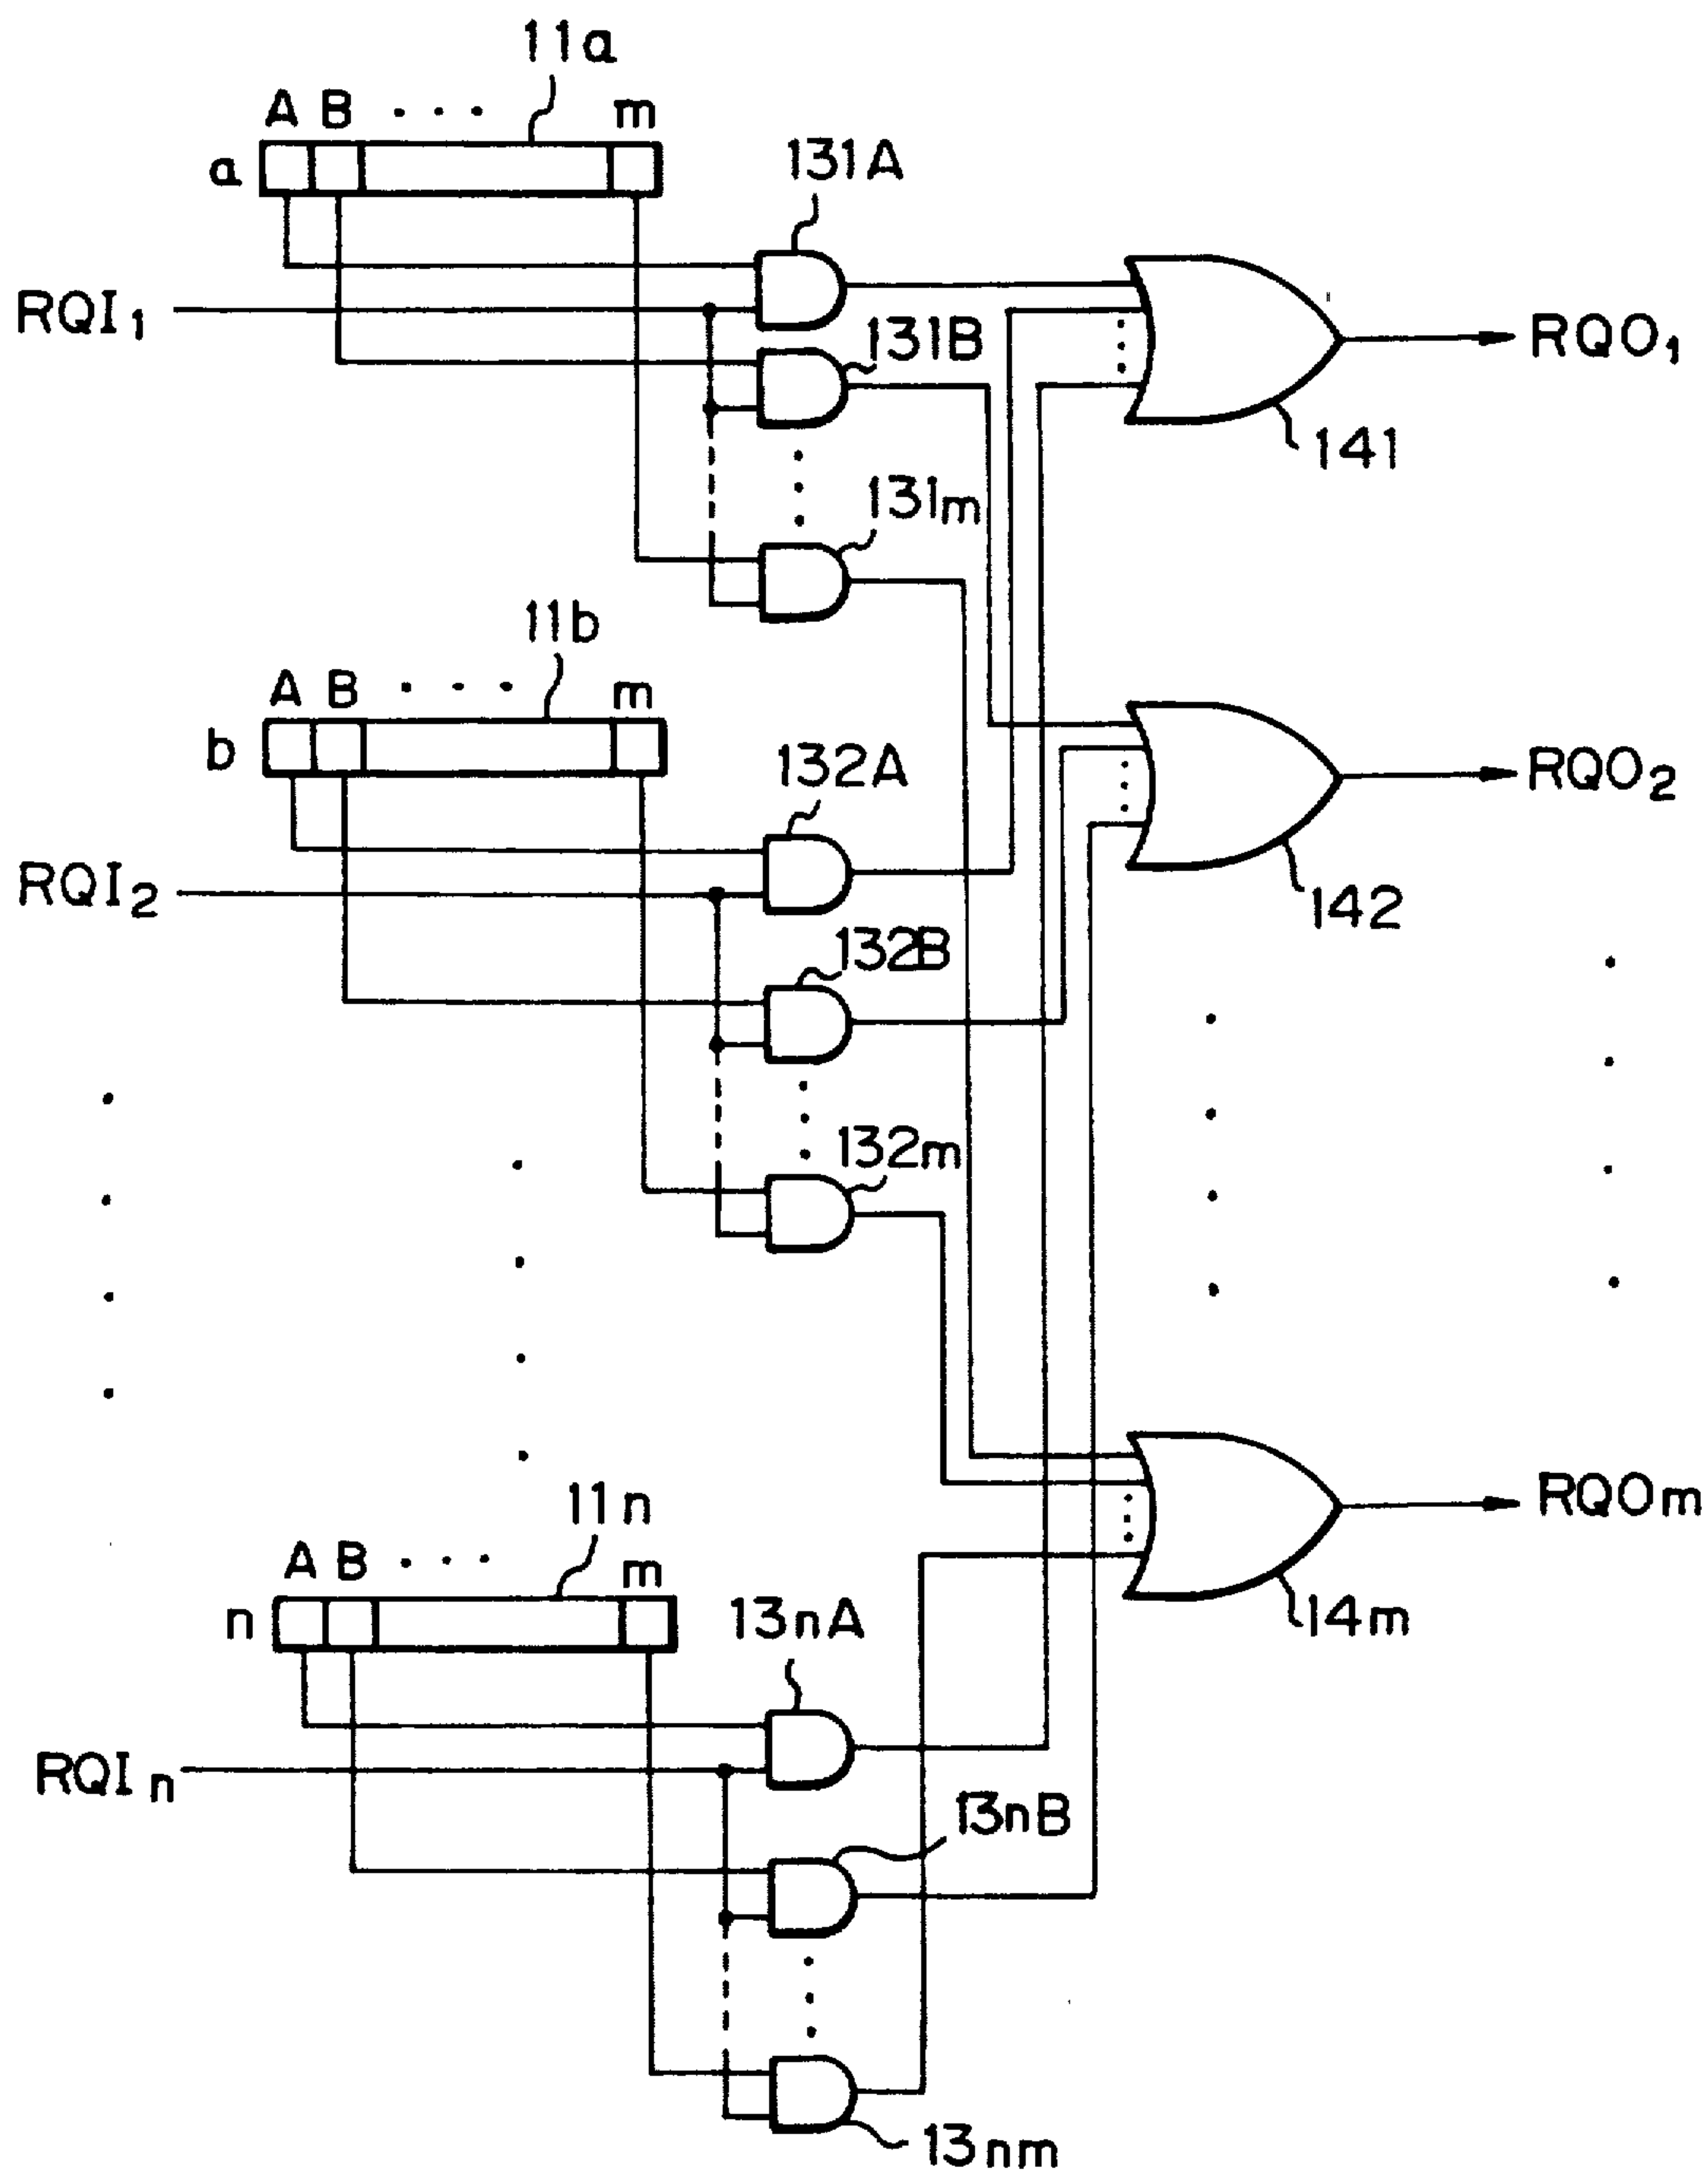 11a
A B · · · m
a
131A
RQI1
131B
RQO1
141
131m
11b
A B · · · m
b
132A
RQO2
RQI2
142
132B
132m
11n
RQOm
A B · · · m
n
13nA
14m
RQIn
13nB
13nm